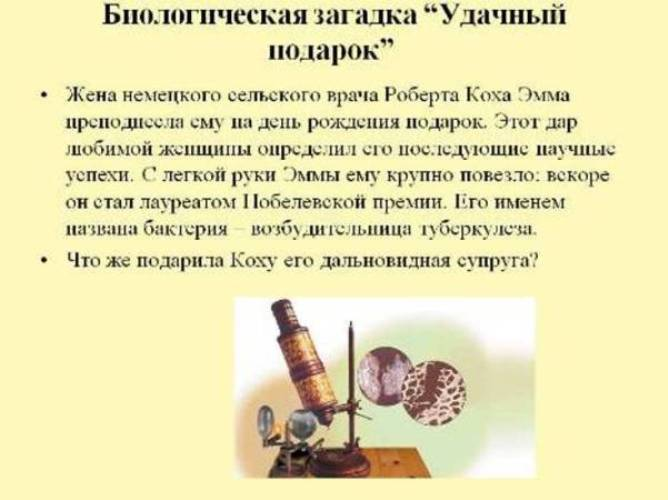 Биологическая загадка “Удачный
подарок”
• Жена немецкого сельского врача Роберта Коха Эмма
преподнесла ему на день рождения подарок. Этот дар
любимой женщины определил его последующие научные
успехи. С легкой руки Эммы ему крупно повезло: вскоре
он стал лауреатом Нобелевской премии. Его именем
названа бактерия – возбудительница туберкулеза.
• Что же подарила Коху его дальновидная супруга?